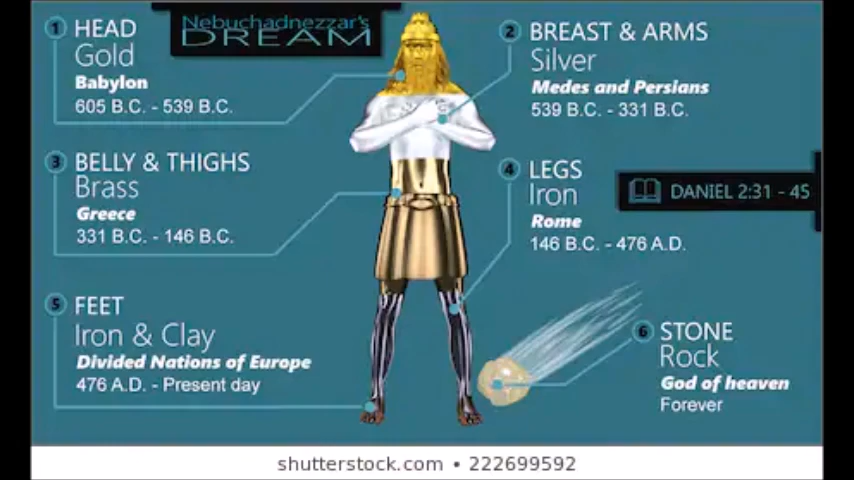 Nebuchadnezzar's
DREAM
1 HEAD
Gold
Babylon
605 B.C. - 539 B.C.
2 BREAST & ARMS
Silver
Medes and Persians
539 B.C. - 331 B.C.
3 BELLY & THIGHS
Brass
Greece
331 B.C. - 146 B.C.
4 LEGS
Iron
Rome
146 B.C. - 476 A.D.
DANIEL 2:31 - 45
5 FEET
Iron & Clay
Divided Nations of Europe
476 A.D. - Present day
6 STONE
Rock
God of heaven
Forever
shutterstock.com • 222699592